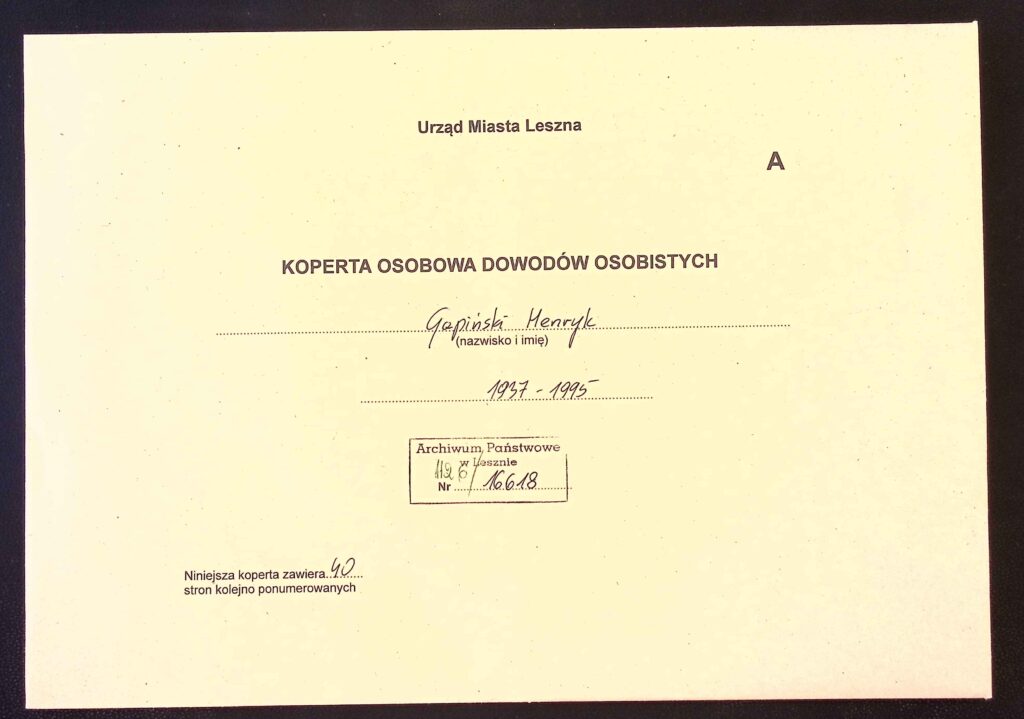 Urząd Miasta Leszna
A
KOPERTA OSOBOWA DOWODÓW OSOBISTYCH
Gapiński Henryk
(nazwisko i imię)
1937 - 1995
Archiwum Państwowe
w Lesznie
Nr 1126/16618
Niniejsza koperta zawiera 40
stron kolejno ponumerowanych